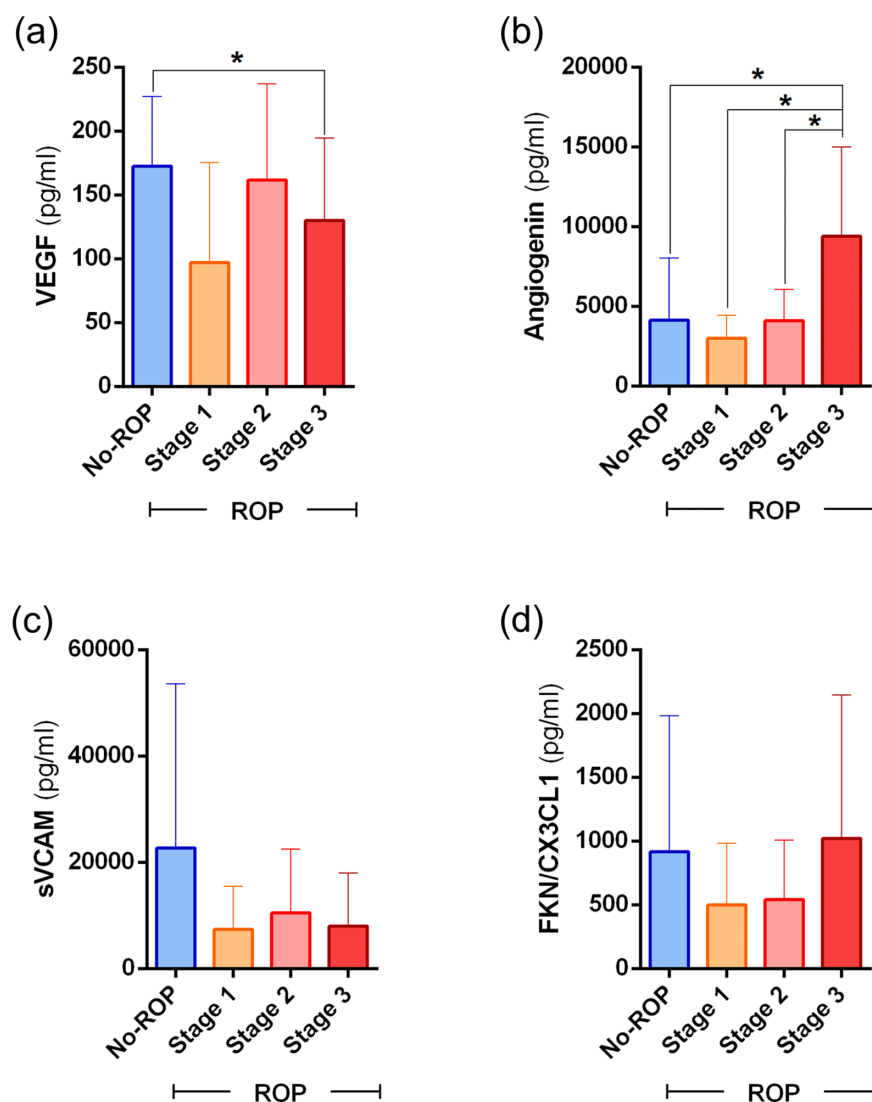 (a)
VEGF (pg/ml)
250
200
150
100
50
0
*
No-ROP
Stage 1
Stage 2
Stage 3
ROP
(b)
Angiogenin (pg/ml)
20000
15000
10000
5000
0
*
*
*
No-ROP
Stage 1
Stage 2
Stage 3
ROP
(c)
sVCAM (pg/ml)
60000
40000
20000
0
No-ROP
Stage 1
Stage 2
Stage 3
ROP
(d)
FKN/CX3CL1 (pg/ml)
2500
2000
1500
1000
500
0
No-ROP
Stage 1
Stage 2
Stage 3
ROP